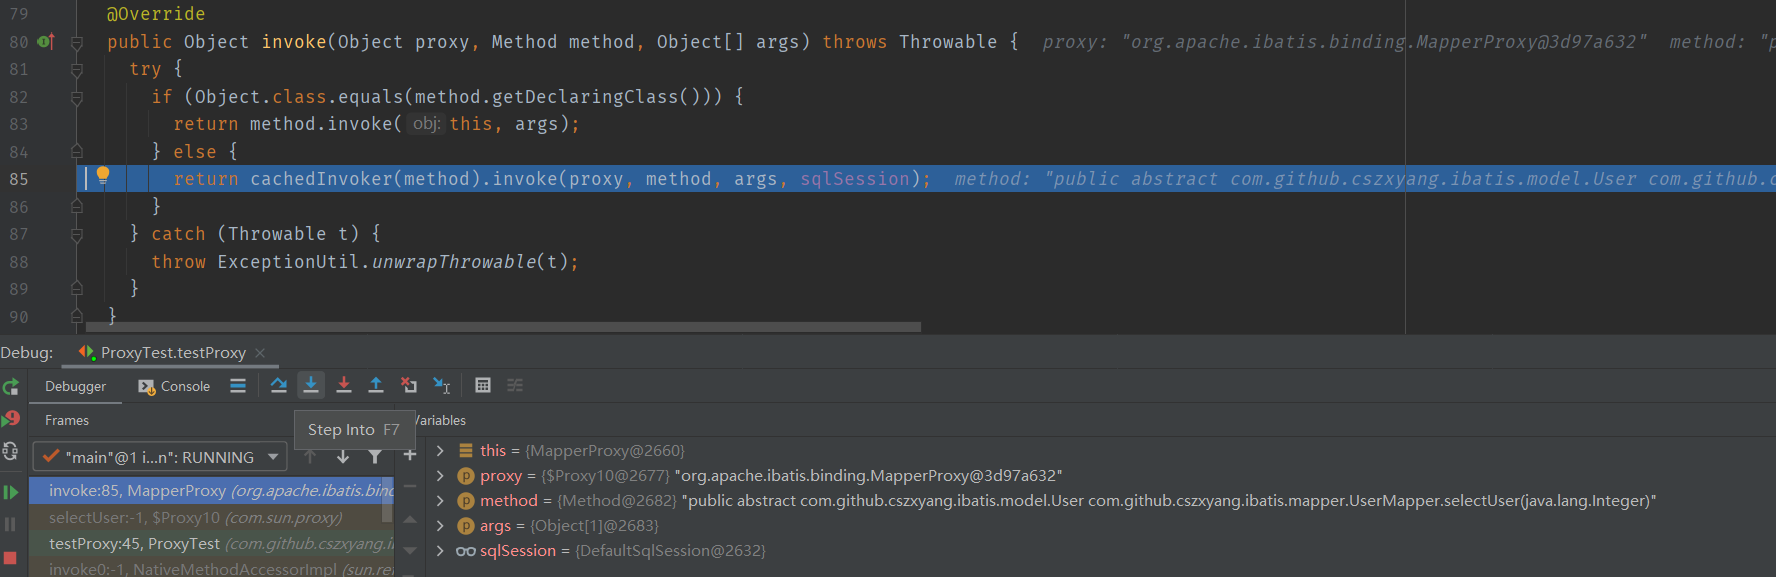 79 @Override
80 public Object invoke(Object proxy, Method method, Object[] args) throws Throwable { proxy: "org.apache.ibatis.binding.MapperProxy@3d97a632" method: "p
81 try {
82 if (Object.class.equals(method.getDeclaringClass())) {
83 return method.invoke( obj: this, args);
84 } else {
85 return cachedInvoker(method).invoke(proxy, method, args, sqlSession); method: "public abstract com.github.cszxyang.ibatis.model.User com.github.c
86 }
87 } catch (Throwable t) {
88 throw ExceptionUtil.unwrapThrowable(t);
89 }
90 }
Debug: ProxyTest.testProxy ×
Debugger Console
Frames Variables
Step Into F7
"main"@1 i...n": RUNNING
this = {MapperProxy@2660}
proxy = {$Proxy10@2677} "org.apache.ibatis.binding.MapperProxy@3d97a632"
invoke:85, MapperProxy (org.apache.ibatis.bind
method = {Method@2682} "public abstract com.github.cszxyang.ibatis.model.User com.github.cszxyang.ibatis.mapper.UserMapper.selectUser(java.lang.Integer)"
selectUser:-1, $Proxy10 (com.sun.proxy)
args = {Object[1]@2683}
testProxy:45, ProxyTest (com.github.cszxyang.i
sqlSession = {DefaultSqlSession@2632}
invoke0:-1, NativeMethodAccessorImpl (sun.re